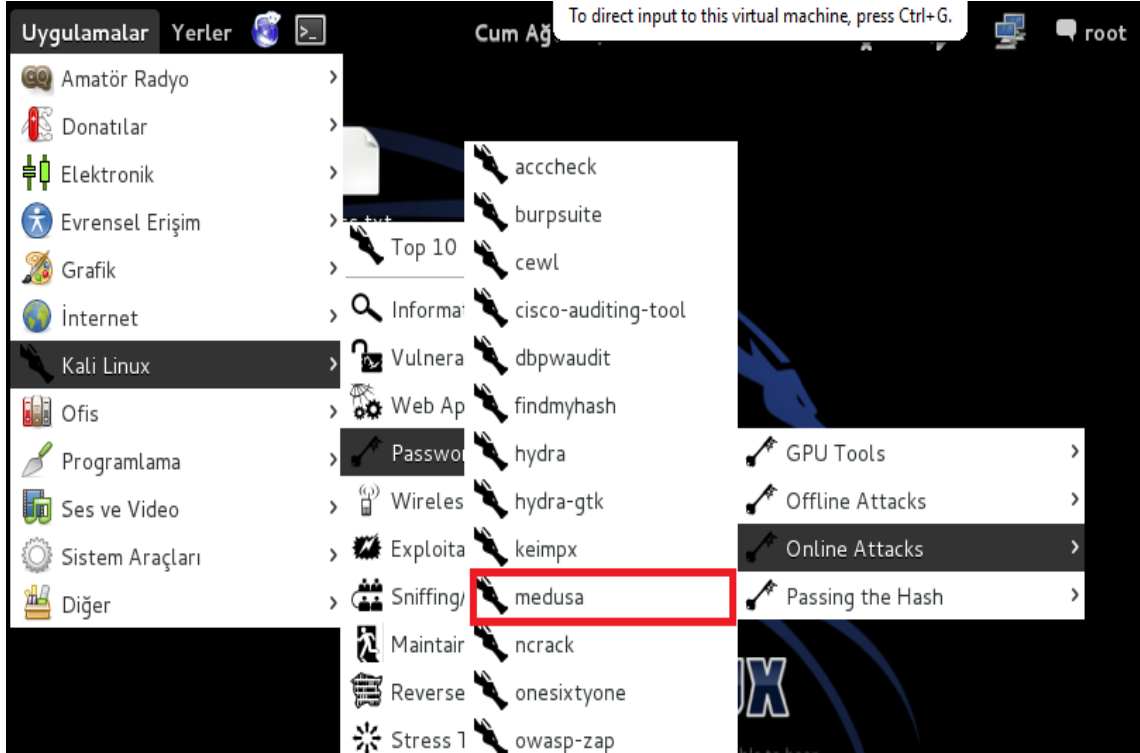 Uygulamalar Yerler
Cum Ağ
To direct input to this virtual machine, press Ctrl+G.
root
Amatör Radyo
Donatılar
Elektronik
Evrensel Erişim
Grafik
İnternet
Kali Linux
Ofis
Programlama
Ses ve Video
Sistem Araçları
Diğer
Top 10
Informa
Vulnera
Web Ap
Passwo
Wireles
Exploita
Sniffing/
Maintai
Reverse
Stress T
acccheck
burpsuite
cewl
cisco-auditing-tool
dbpwaudit
findmyhash
hydra
hydra-gtk
keimpx
medusa
ncrack
onesixtyone
owasp-zap
GPU Tools
Offline Attacks
Online Attacks
Passing the Hash